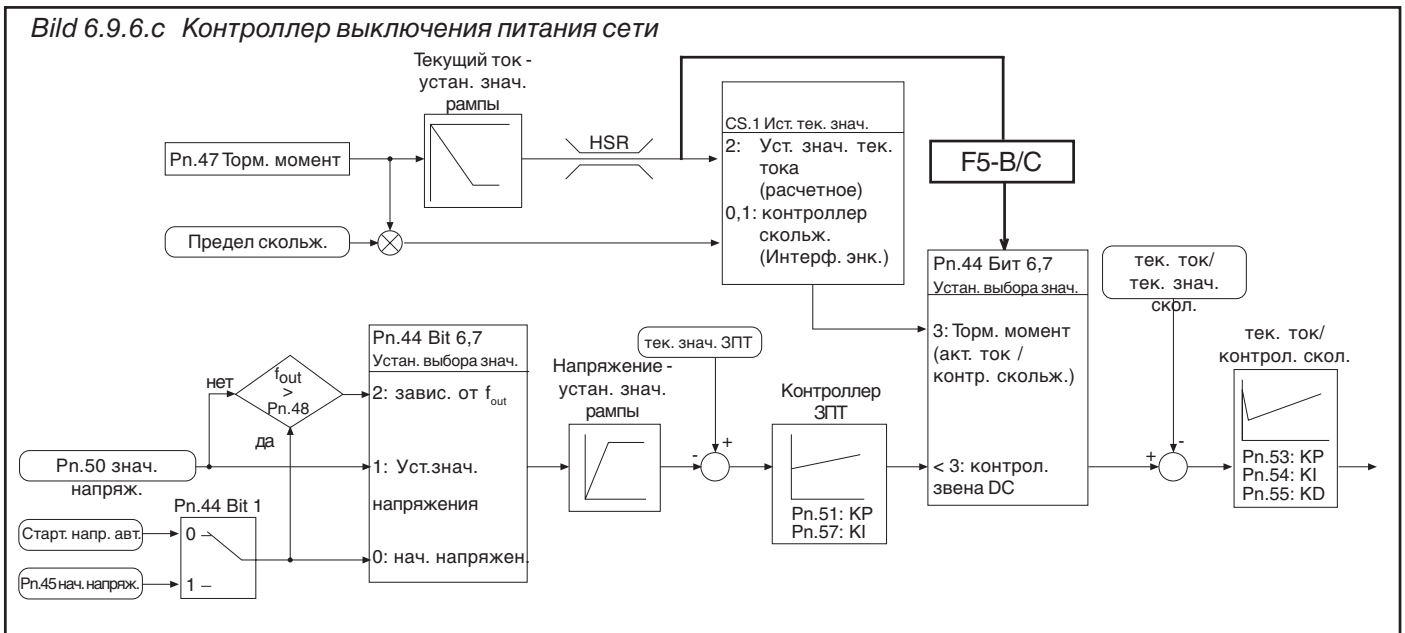 Bild 6.9.6.c Контроллер выключения питания сети
Текущий ток -
устан. знач.
рампы
Pn.47 Торм. момент
HSR
CS.1 Ист. тек. знач.
2: Уст. знач. тек.
тока
(расчетное)
0,1: контроллер
скольж.
(Интерф. энк.)
F5-B/C
Предел скольж.
Pn.44 Бит 6,7
Устан. выбора знач.
3: Торм. момент
(акт. ток /
контр. скольж.)
< 3: контрол.
звена DC
тек. ток/
тек. знач.
скол.
тек. ток/
контрол. скол.
Pn.53: KP
Pn.54: KI
Pn.55: KD
нет
fout
>
Pn.48
да
Pn.44 Bit 6,7
Устан. выбора знач.
2: завис. от fout
1: Уст.знач.
напряжения
0: нач. напряжен.
тек. знач. ЗПТ
Напряжение -
устан. знач.
рампы
- +
Контроллер
ЗПТ
Pn.51: KP
Pn.57: KI
+ -
Pn.50 знач.
напряж.
Pn.44 Bit 1
Старт. напр. авт.
0 –
Pn.45 нач. напряж.
1 –